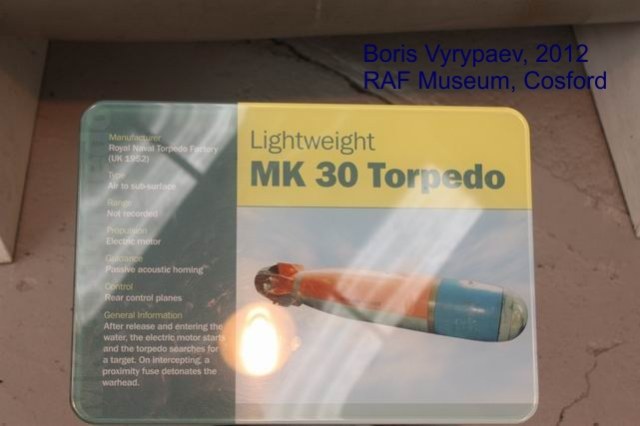 Boris Vyrypaev, 2012
RAF Museum, Cosford
Lightweight
MK 30 Torpedo
Manufacturer
Royal Naval Torpedo Factory
(UK 1952)
Type
Air to sub-surface
Range
Not recorded
Propulsion
Electric motor
Guidance
Passive acoustic homing
Control
Rear control planes
General Information
After release and entering the
water, the electric motor starts
and the torpedo searches for
a target. On intercepting, a
proximity fuse detonates the
warhead.